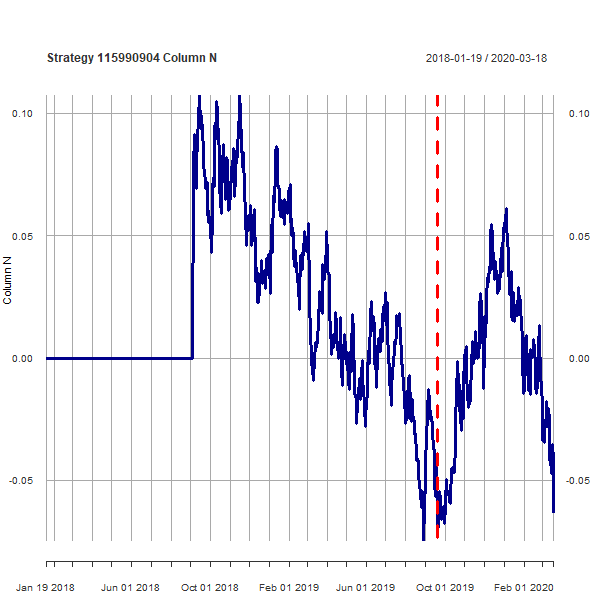 Strategy 115990904 Column N 2018-01-19 / 2020-03-18
0.10 0.10
0.05 0.05
Column N
0.00 0.00
-0.05 -0.05
Jan 19 2018 Jun 01 2018 Oct 01 2018 Feb 01 2019 Jun 01 2019 Oct 01 2019 Feb 01 2020